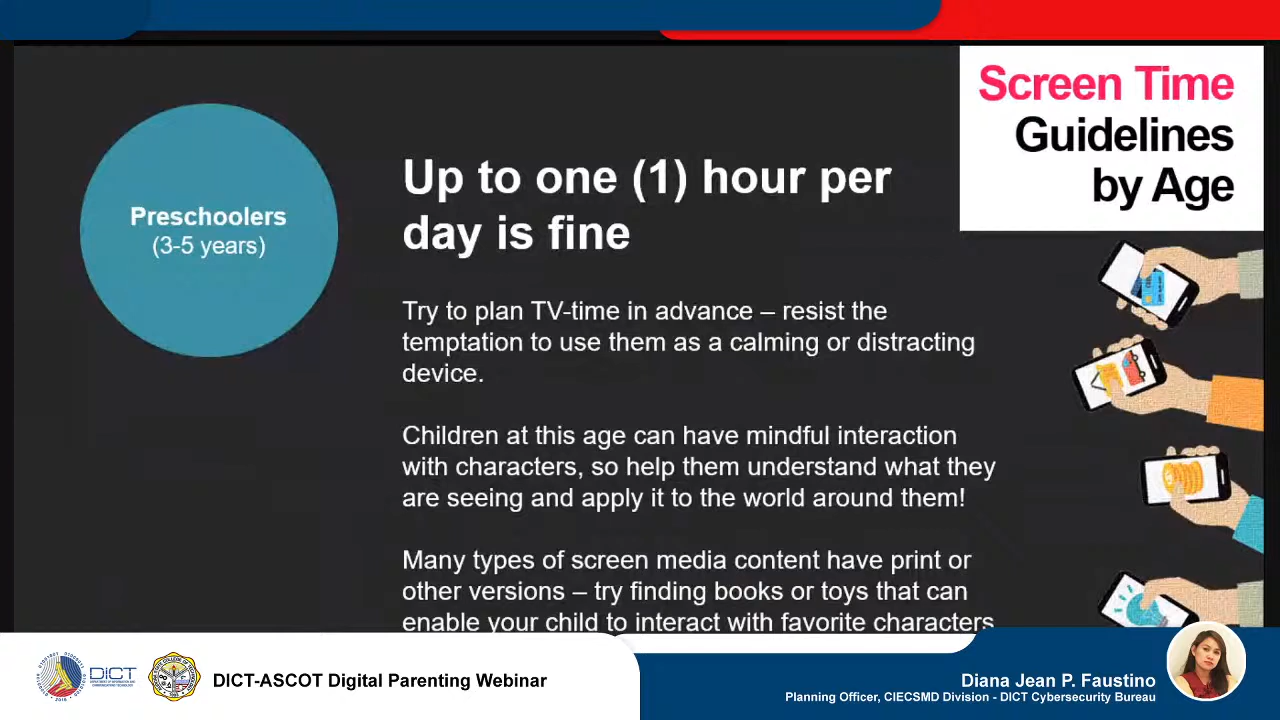 Screen Time
Guidelines
by Age
Preschoolers
(3-5 years)
Up to one (1) hour per
day is fine
Try to plan TV-time in advance – resist the
temptation to use them as a calming or distracting
device.
Children at this age can have mindful interaction
with characters, so help them understand what they
are seeing and apply it to the world around them!
Many types of screen media content have print or
other versions – try finding books or toys that can
enable your child to interact with favorite characters
DICT
DICT-ASCOT Digital Parenting Webinar
Diana Jean P. Faustino
Planning Officer, CIECSMD Division - DICT Cybersecurity Bureau